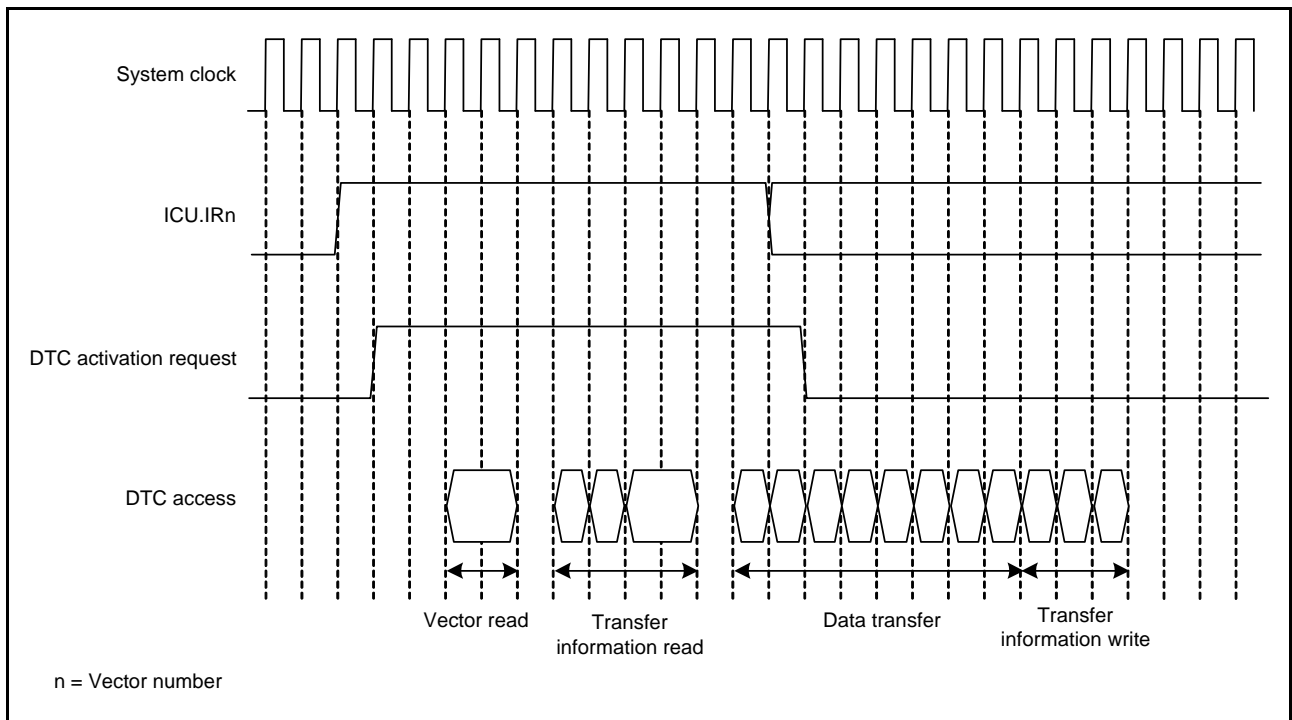 System clock
ICU.IRn
DTC activation request
DTC access
Vector read
Transfer
information read
Data transfer
Transfer
information write
n = Vector number